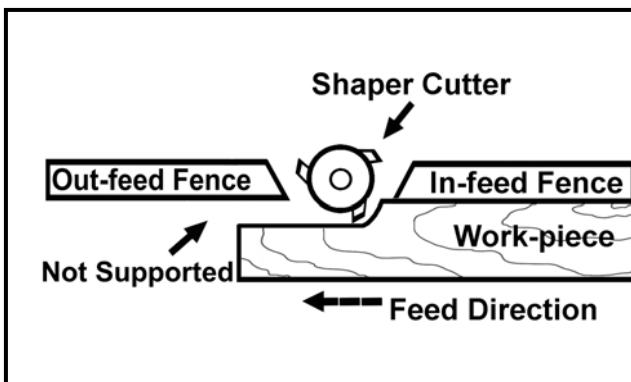 Shaper Cutter
Out-feed Fence
In-feed Fence
Work-piece
Not Supported
Feed Direction